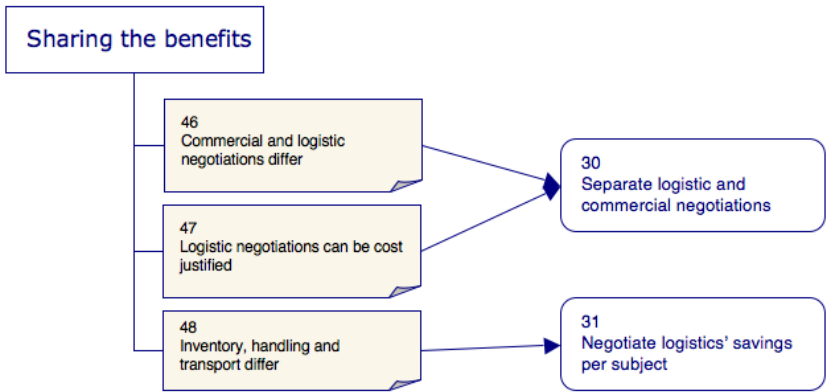 Sharing the benefits
46
Commercial and logistic
negotiations differ
47
Logistic negotiations can be cost
justified
48
Inventory, handling and
transport differ
30
Separate logistic and
commercial negotiations
31
Negotiate logistics’ savings
per subject